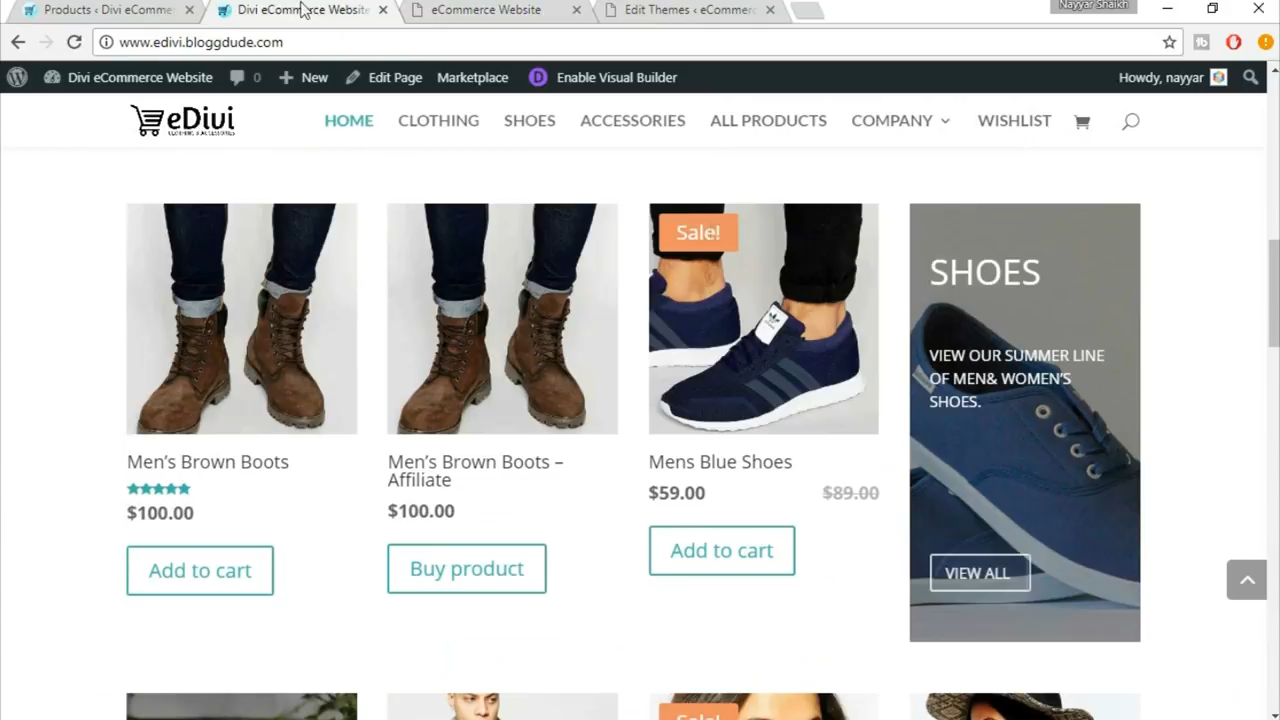 Nayyar Shaikh
Products ‹ Divi eComme
Divi eCommerce Website
eCommerce Website
Edit Themes ‹ eCommerc
www.edivi.bloggdude.com
Divi eCommerce Website
0
New
Edit Page
Marketplace
D
Enable Visual Builder
Howdy, nayyar
eDivi
CLOTHING & ACCESSORIES
HOME
CLOTHING
SHOES
ACCESSORIES
ALL PRODUCTS
COMPANY
WISHLIST
Sale!
SHOES
VIEW OUR SUMMER LINE
OF MEN& WOMEN'S
SHOES.
VIEW ALL
Men's Brown Boots
$100.00
Add to cart
Men's Brown Boots –
Affiliate
$100.00
Buy product
Mens Blue Shoes
$59.00
$89.00
Add to cart
Sale!